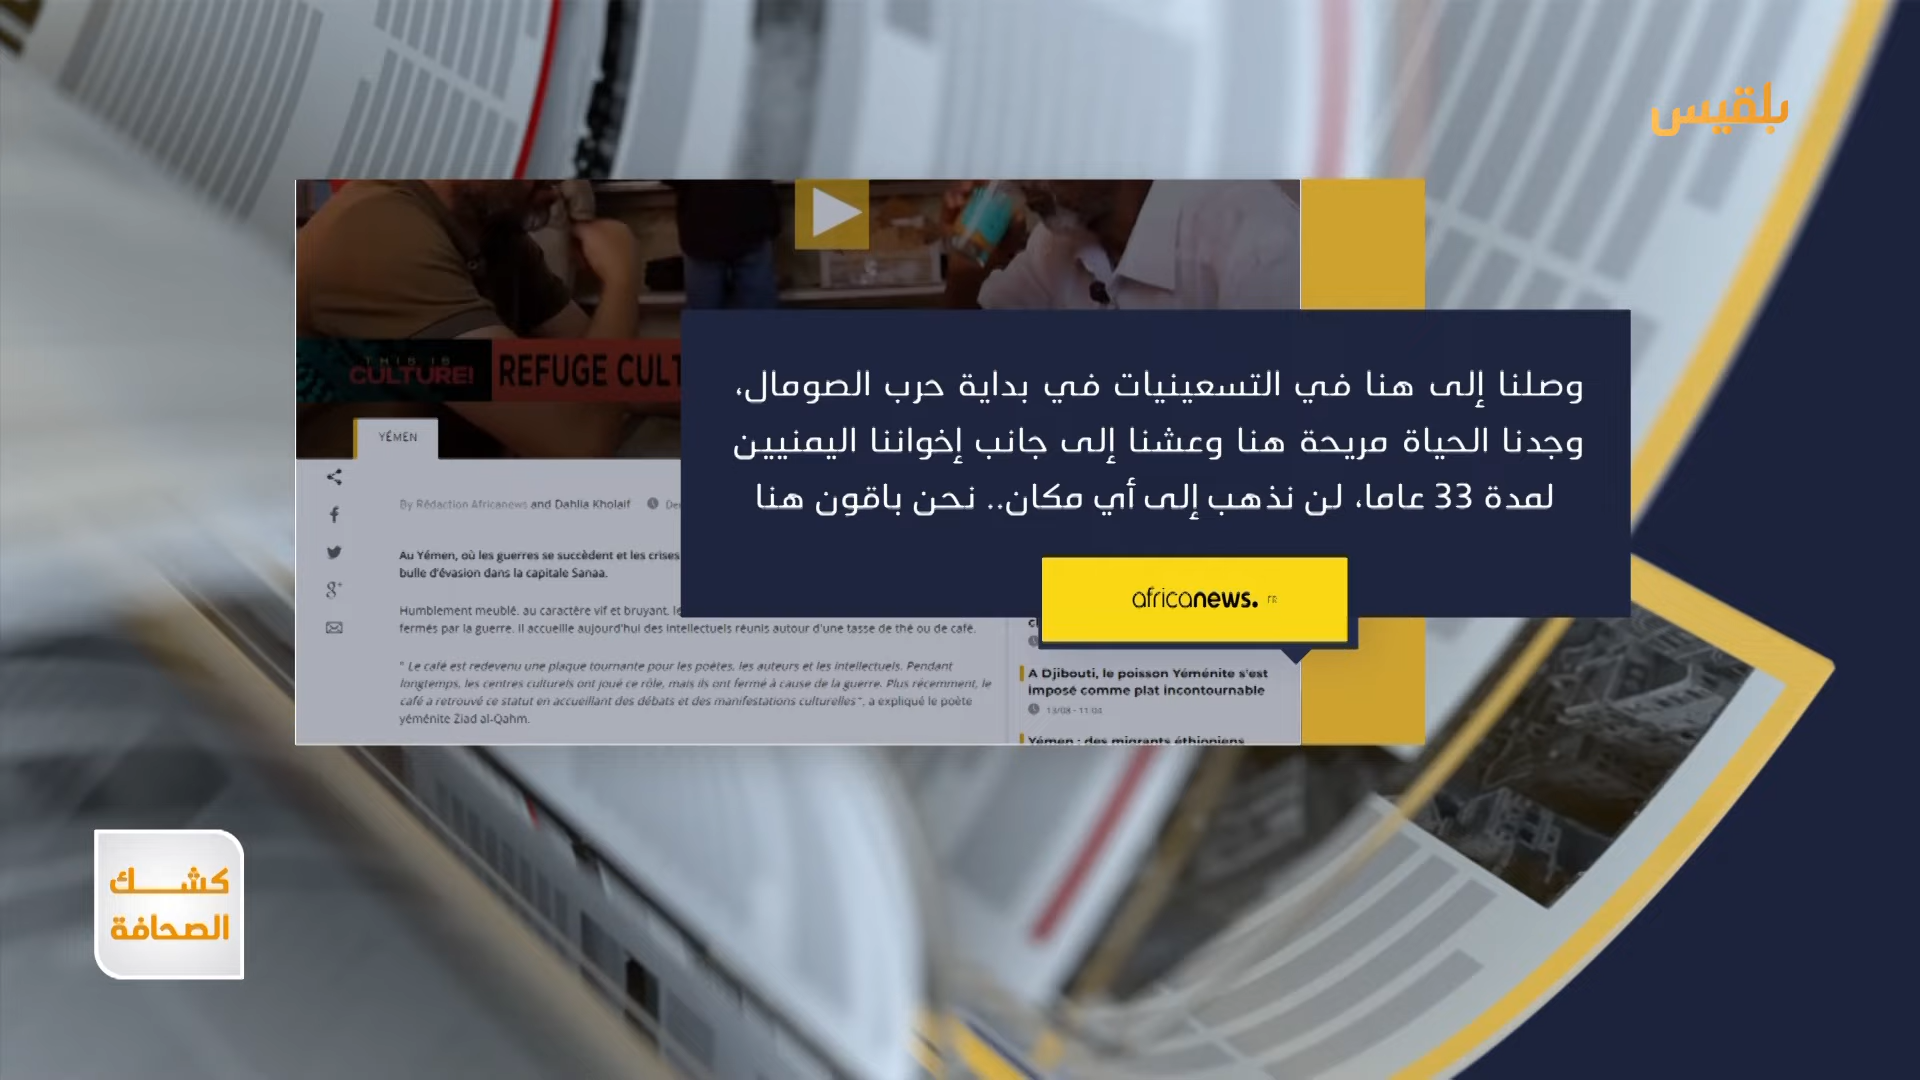 بلقيس
THIS IS
CULTURE!
REFUGE CULT
وصلنا إلى هنا في التسعينيات في بداية حرب الصومال،
وجدنا الحياة مريحة هنا وعشنا إلى جانب إخواننا اليمنيين
لمدة 33 عاما، لن نذهب إلى أي مكان.. نحن باقون هنا
africanews. FR
YÉMEN
By Rédaction Africanews and Dahlia Kholaif
Au Yémen, où les guerres se succèdent et les crises
bulle d'évasion dans la capitale Sanaa.
Humblement meublé, au caractère vif et bruyant, le
fermés par la guerre. Il accueille aujourd'hui des intellectuels réunis autour d'une tasse de thé ou de café.
" Le café est redevenu une plaque tournante pour les poètes, les auteurs et les intellectuels. Pendant
longtemps, les centres culturels ont joué ce rôle, mais ils ont fermé à cause de la guerre. Plus récemment, le
café a retrouvé ce statut en accueillant des débats et des manifestations culturelles", a expliqué le poète
yéménite Ziad al-Qahm.
A Djibouti, le poisson Yéménite s'est
imposé comme plat incontournable
13/08 - 11:04
Yémen : des migrants éthiopiens
كشك
الصحافة